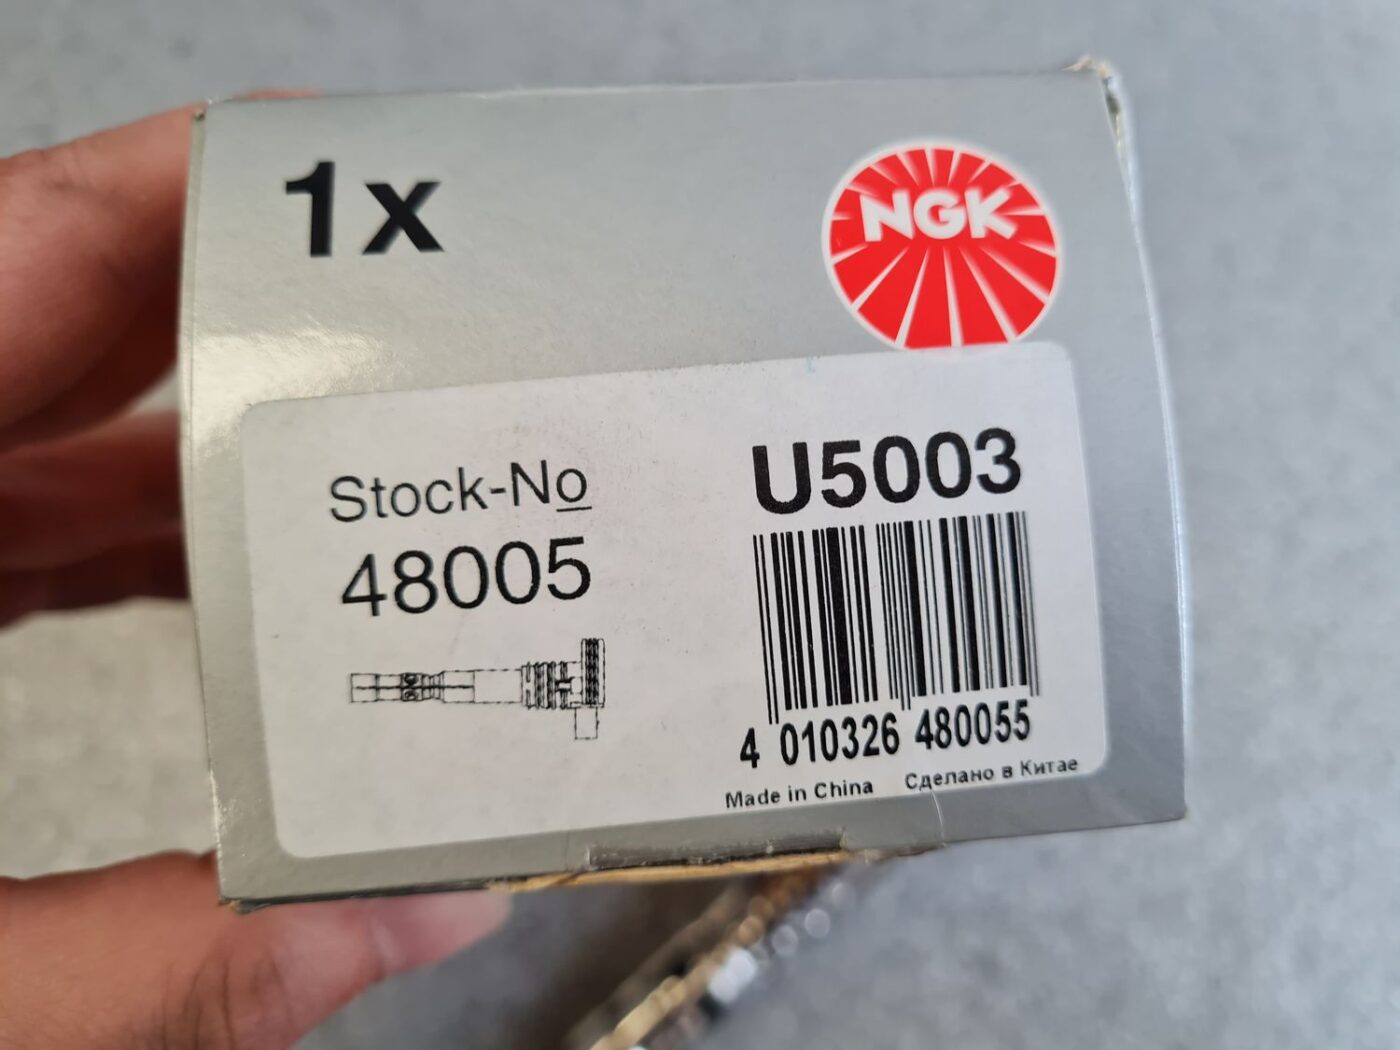 1x
NGK
Stock-No
48005
U5003
4 010326 480055
Made in China Сделано в Китае